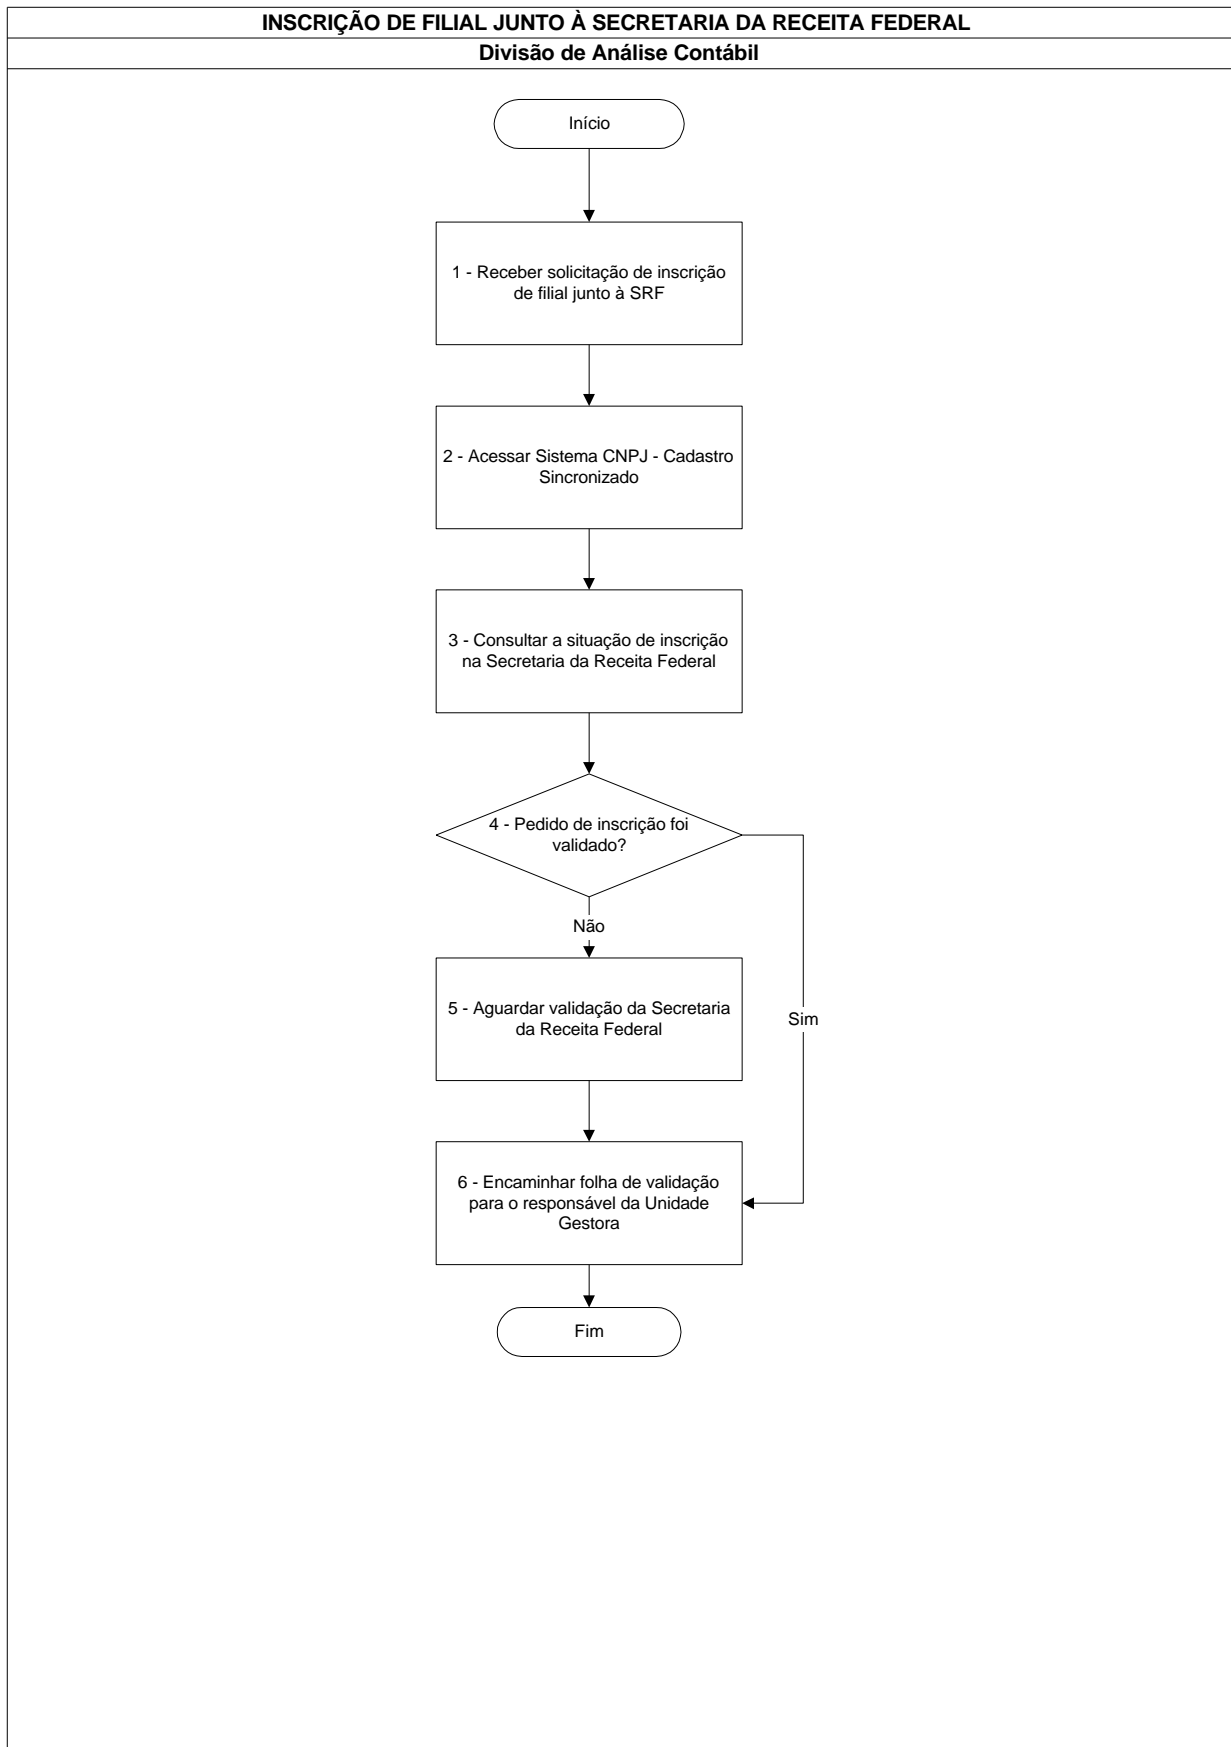 INSCRIÇÃO DE FILIAL JUNTO À SECRETARIA DA RECEITA FEDERAL
Divisão de Análise Contábil
Início
1 - Receber solicitação de inscrição
de filial junto à SRF
2 - Acessar Sistema CNPJ - Cadastro
Sincronizado
3 - Consultar a situação de inscrição
na Secretaria da Receita Federal
4 - Pedido de inscrição foi
validado?
Não
5 - Aguardar validação da Secretaria
da Receita Federal
Sim
6 - Encaminhar folha de validação
para o responsável da Unidade
Gestora
Fim